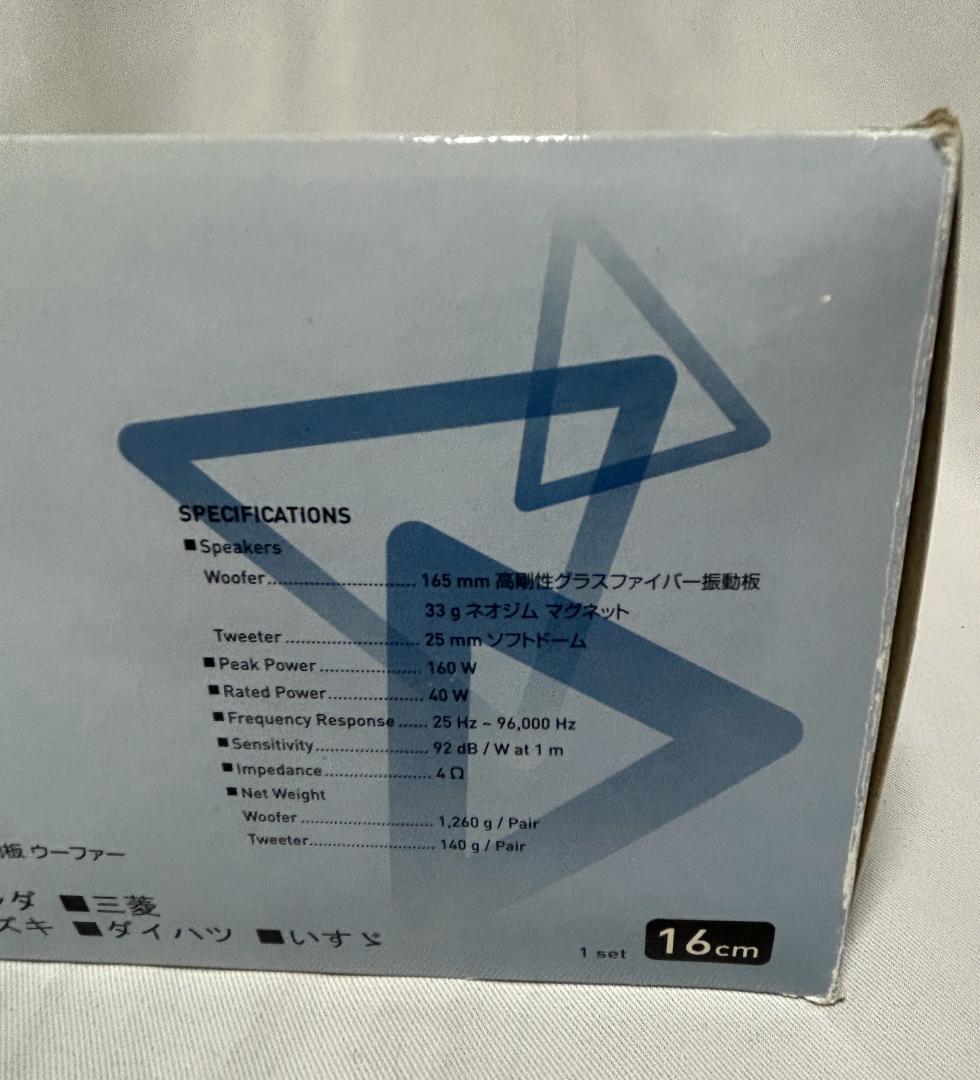 SPECIFICATIONS
■Speakers
Woofer........................ 165 mm 高剛性グラスファイバー振動板
33 g ネオジム マグネット
Tweeter ..................... 25 mm ソフトドーム
■Peak Power ................ 160 W
■Rated Power............... 40 W
■Frequency Response ...... 25 Hz ~ 96,000 Hz
■Sensitivity.................. 92 dB / W at 1 m
■Impedance................. 4 Ω
■Net Weight
Woofer ..................... 1,260 g / Pair
Tweeter..................... 140 g / Pair
板 ウーファー
ダ ■三菱
ズキ ■ダイハツ ■いすゞ
1 set 16cm